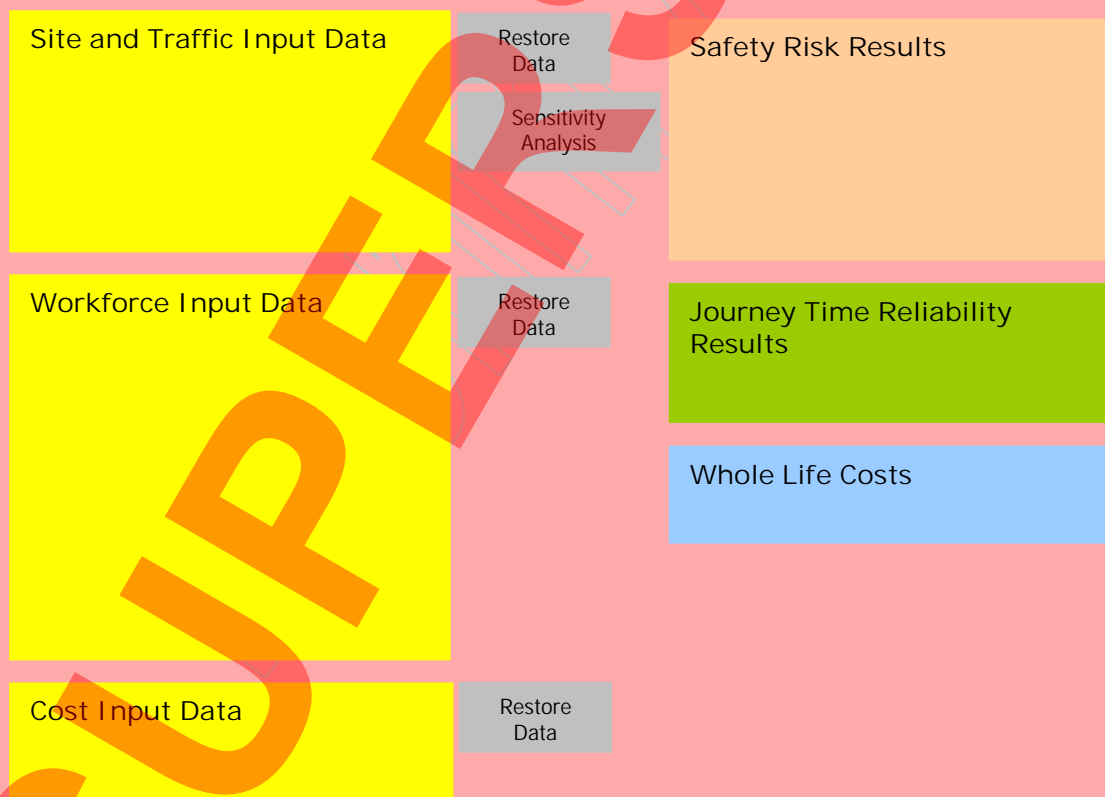 Site and Traffic Input Data
Restore
Data
Sensitivity
Analysis
Safety Risk Results
Workforce Input Data
Restore
Data
Journey Time Reliability
Results
Whole Life Costs
Cost Input Data
Restore
Data
SUPERS